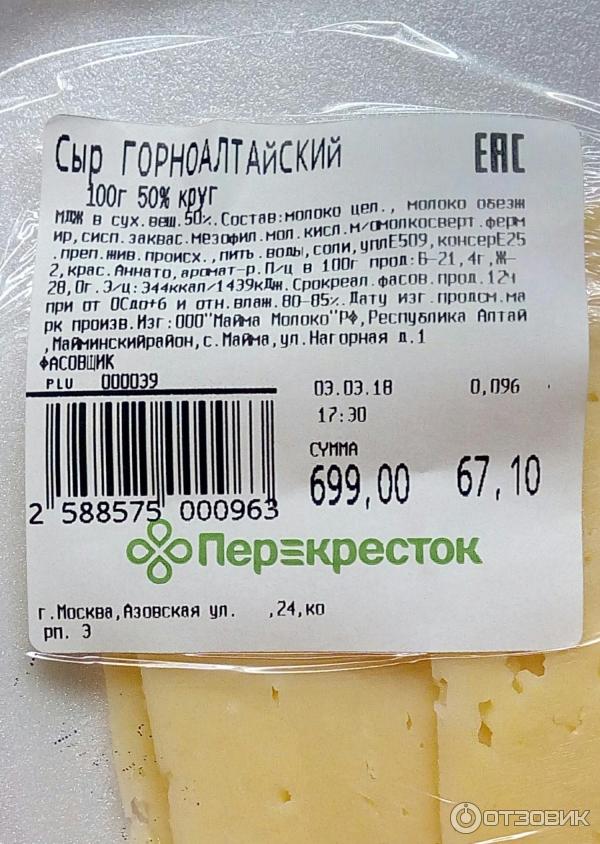 Сыр ГОРНОАЛТАЙСКИЙ
EAC
100г 50% круг
МДЖ в сух.вещ.50%.Состав:молоко цел., молоко обезж
ир,сисп.заквас.мезофил.мол.кисл.м/омолкосверт.ферм
.преп.жив.происх.,пить.воды,соли,уплЕ509,консерЕ25
2,крас.Аннато,аромат-р.П/ц в 100г прод:Б-21,4г,Ж-
28,0г.Э/ц:344ккал/1439кДж.Срокреал.фасов.прод.12ч
при от 0Cдо+6 и отн.влаж.80-85%.Дату изг.продсм.ма
рк произв.Изг:ООО"Майма Молоко"РФ,Республика Алтай
,Майминскийрайон,с.Майма,ул.Нагорная д.1
ФАСОВЩИК
PLU 000039
03.03.18 0,096
17:30
СУММА
699,00 67,10
2 588575 000963
Перекресток
г.Москва,Азовская ул. ,24,ко
рп. 3
ОТЗОВИК